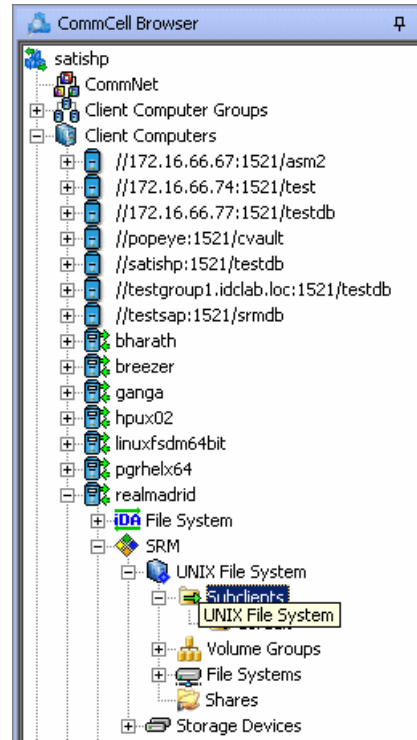 CommCell Browser
satishp
CommNet
Client Computer Groups
Client Computers
//172.16.66.67:1521/asm2
//172.16.66.74:1521/test
//172.16.66.77:1521/testdb
//popeye:1521/cvault
//satishp:1521/testdb
//testgroup1.idclab.loc:1521/testdb
//testsap:1521/srmdb
bharath
breezer
ganga
hpux02
linuxfsdm64bit
pgrhelx64
realmadrid
iDA File System
SRM
UNIX File System
Subclients
UNIX File System
Volume Groups
File Systems
Shares
Storage Devices